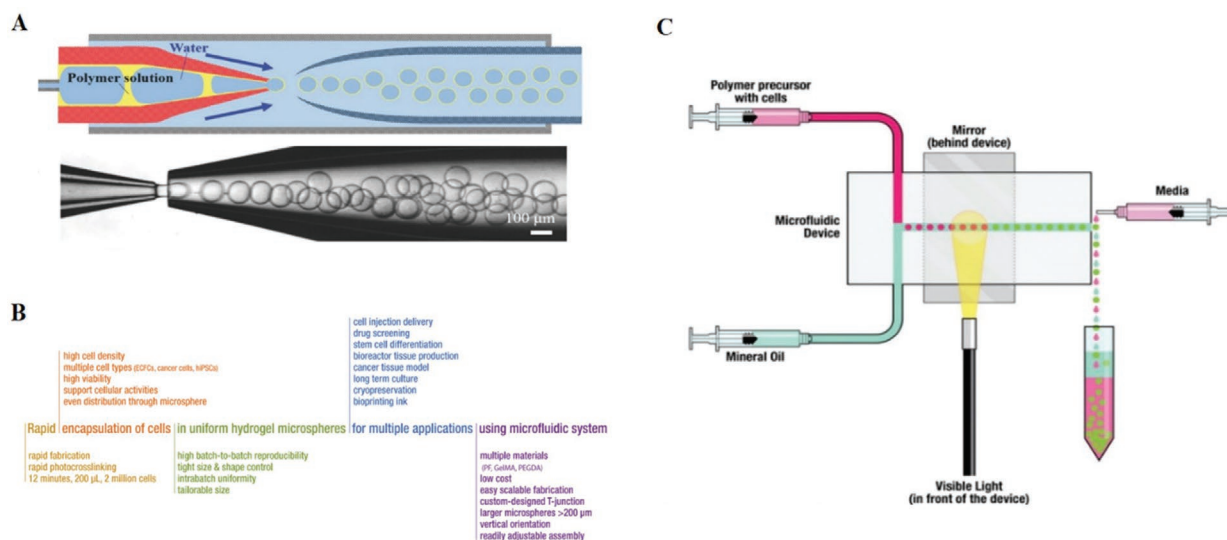 A
Water
Polymer solution
100 μm
B
cell injection delivery
drug screening
stem cell differentiation
bioreactor tissue production
cancer tissue model
long term culture
cryopreservation
bioprinting ink
high cell density
multiple cell types (ECFCs, cancer cells, hiPSCs)
high viability
support cellular activities
even distribution through microsphere
Rapid encapsulation of cells in uniform hydrogel microspheres for multiple applications using microfluidic system
rapid fabrication
rapid photocrosslinking
12 minutes, 200 μL, 2 million cells
high batch-to-batch reproducibility
tight size & shape control
intrabatch uniformity
tailorable size
multiple materials
(PF, GelMA, PEGDA)
low cost
easy scalable fabrication
custom-designed T-junction
larger microspheres >200 μm
vertical orientation
readily adjustable assembly
C
Polymer precursor
with cells
Mirror
(behind device)
Media
Microfluidic
Device
Mineral Oil
Visible Light
(in front of the device)